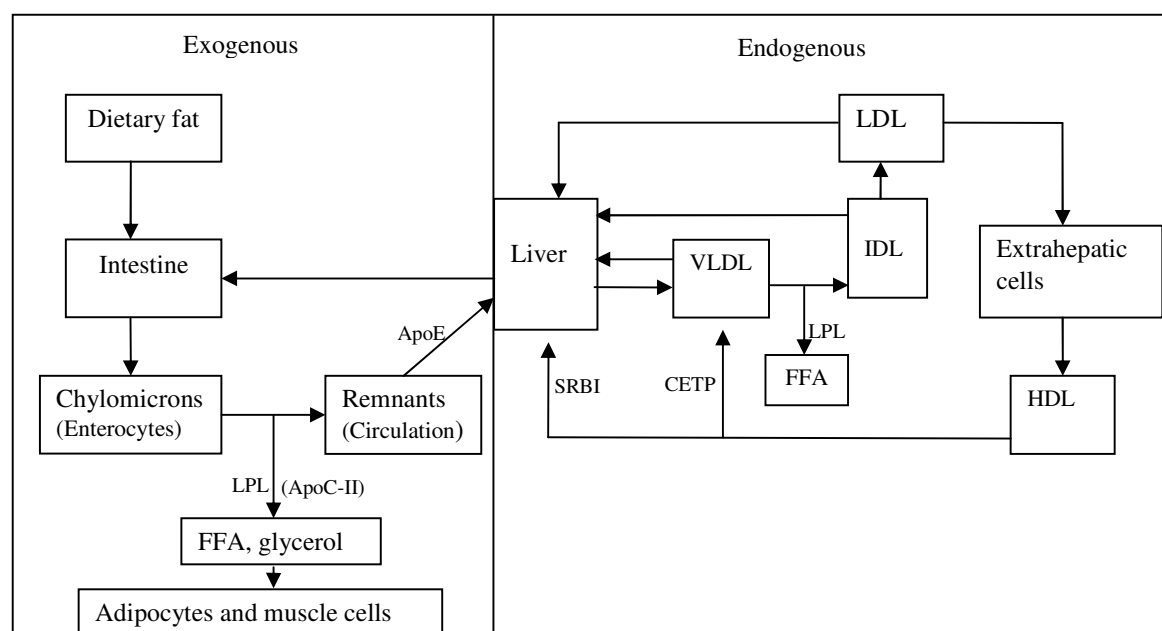 Exogenous
Dietary fat
Intestine
Chylomicrons
(Enterocytes)
ApoE
Remnants
(Circulation)
LPL (ApoC-II)
FFA, glycerol
Adipocytes and muscle cells
Endogenous
LDL
Liver
VLDL
IDL
Extrahepatic
cells
LPL
FFA
SRBI
CETP
HDL